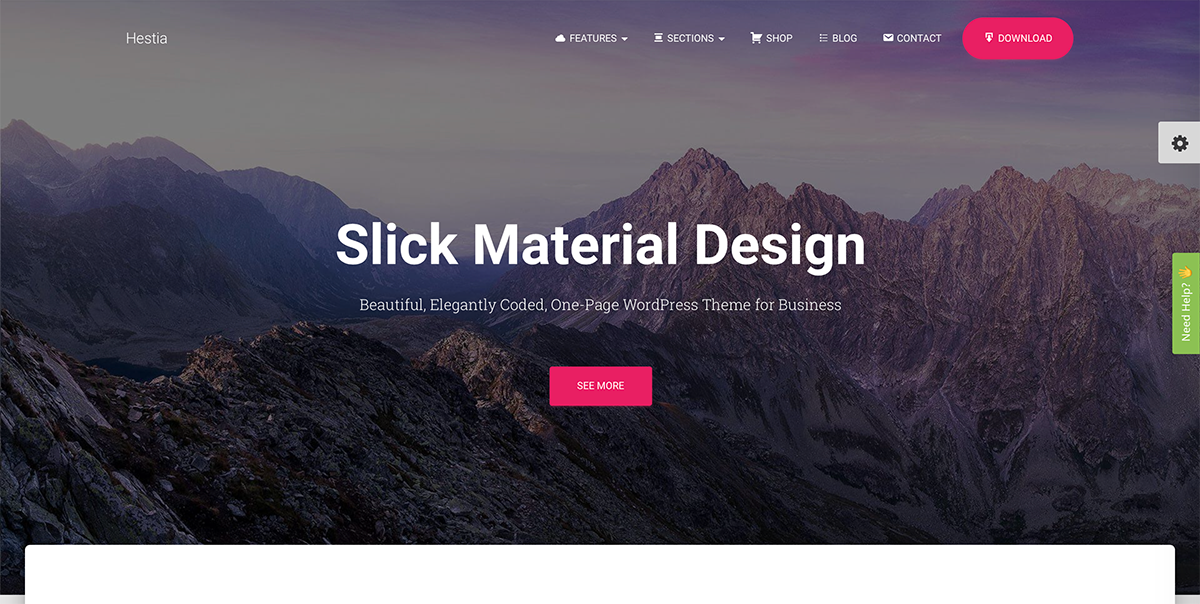 Hestia
FEATURES
SECTIONS
SHOP
BLOG
CONTACT
DOWNLOAD
Slick Material Design
Beautiful, Elegantly Coded, One-Page WordPress Theme for Business
Need Help? 👋
SEE MORE